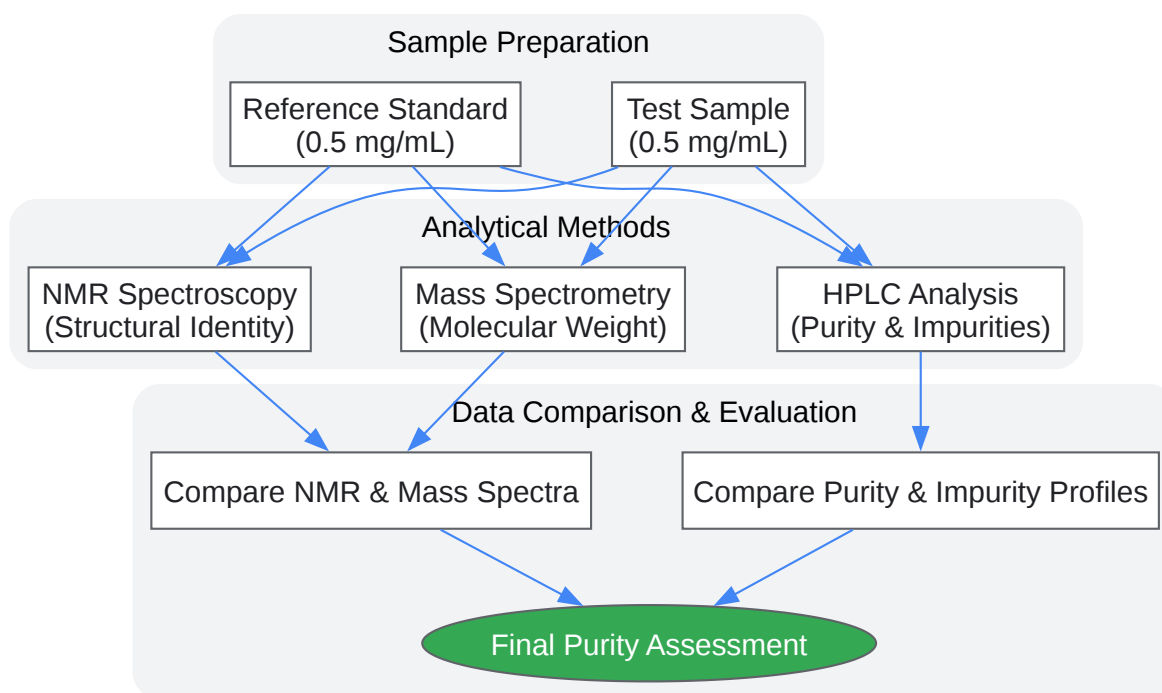 Sample Preparation
Reference Standard
(0.5 mg/mL)
Test Sample
(0.5 mg/mL)
Analytical Methods
NMR Spectroscopy
(Structural Identity)
Mass Spectrometry
(Molecular Weight)
HPLC Analysis
(Purity & Impurities)
Data Comparison & Evaluation
Compare NMR & Mass Spectra
Compare Purity & Impurity Profiles
Final Purity Assessment